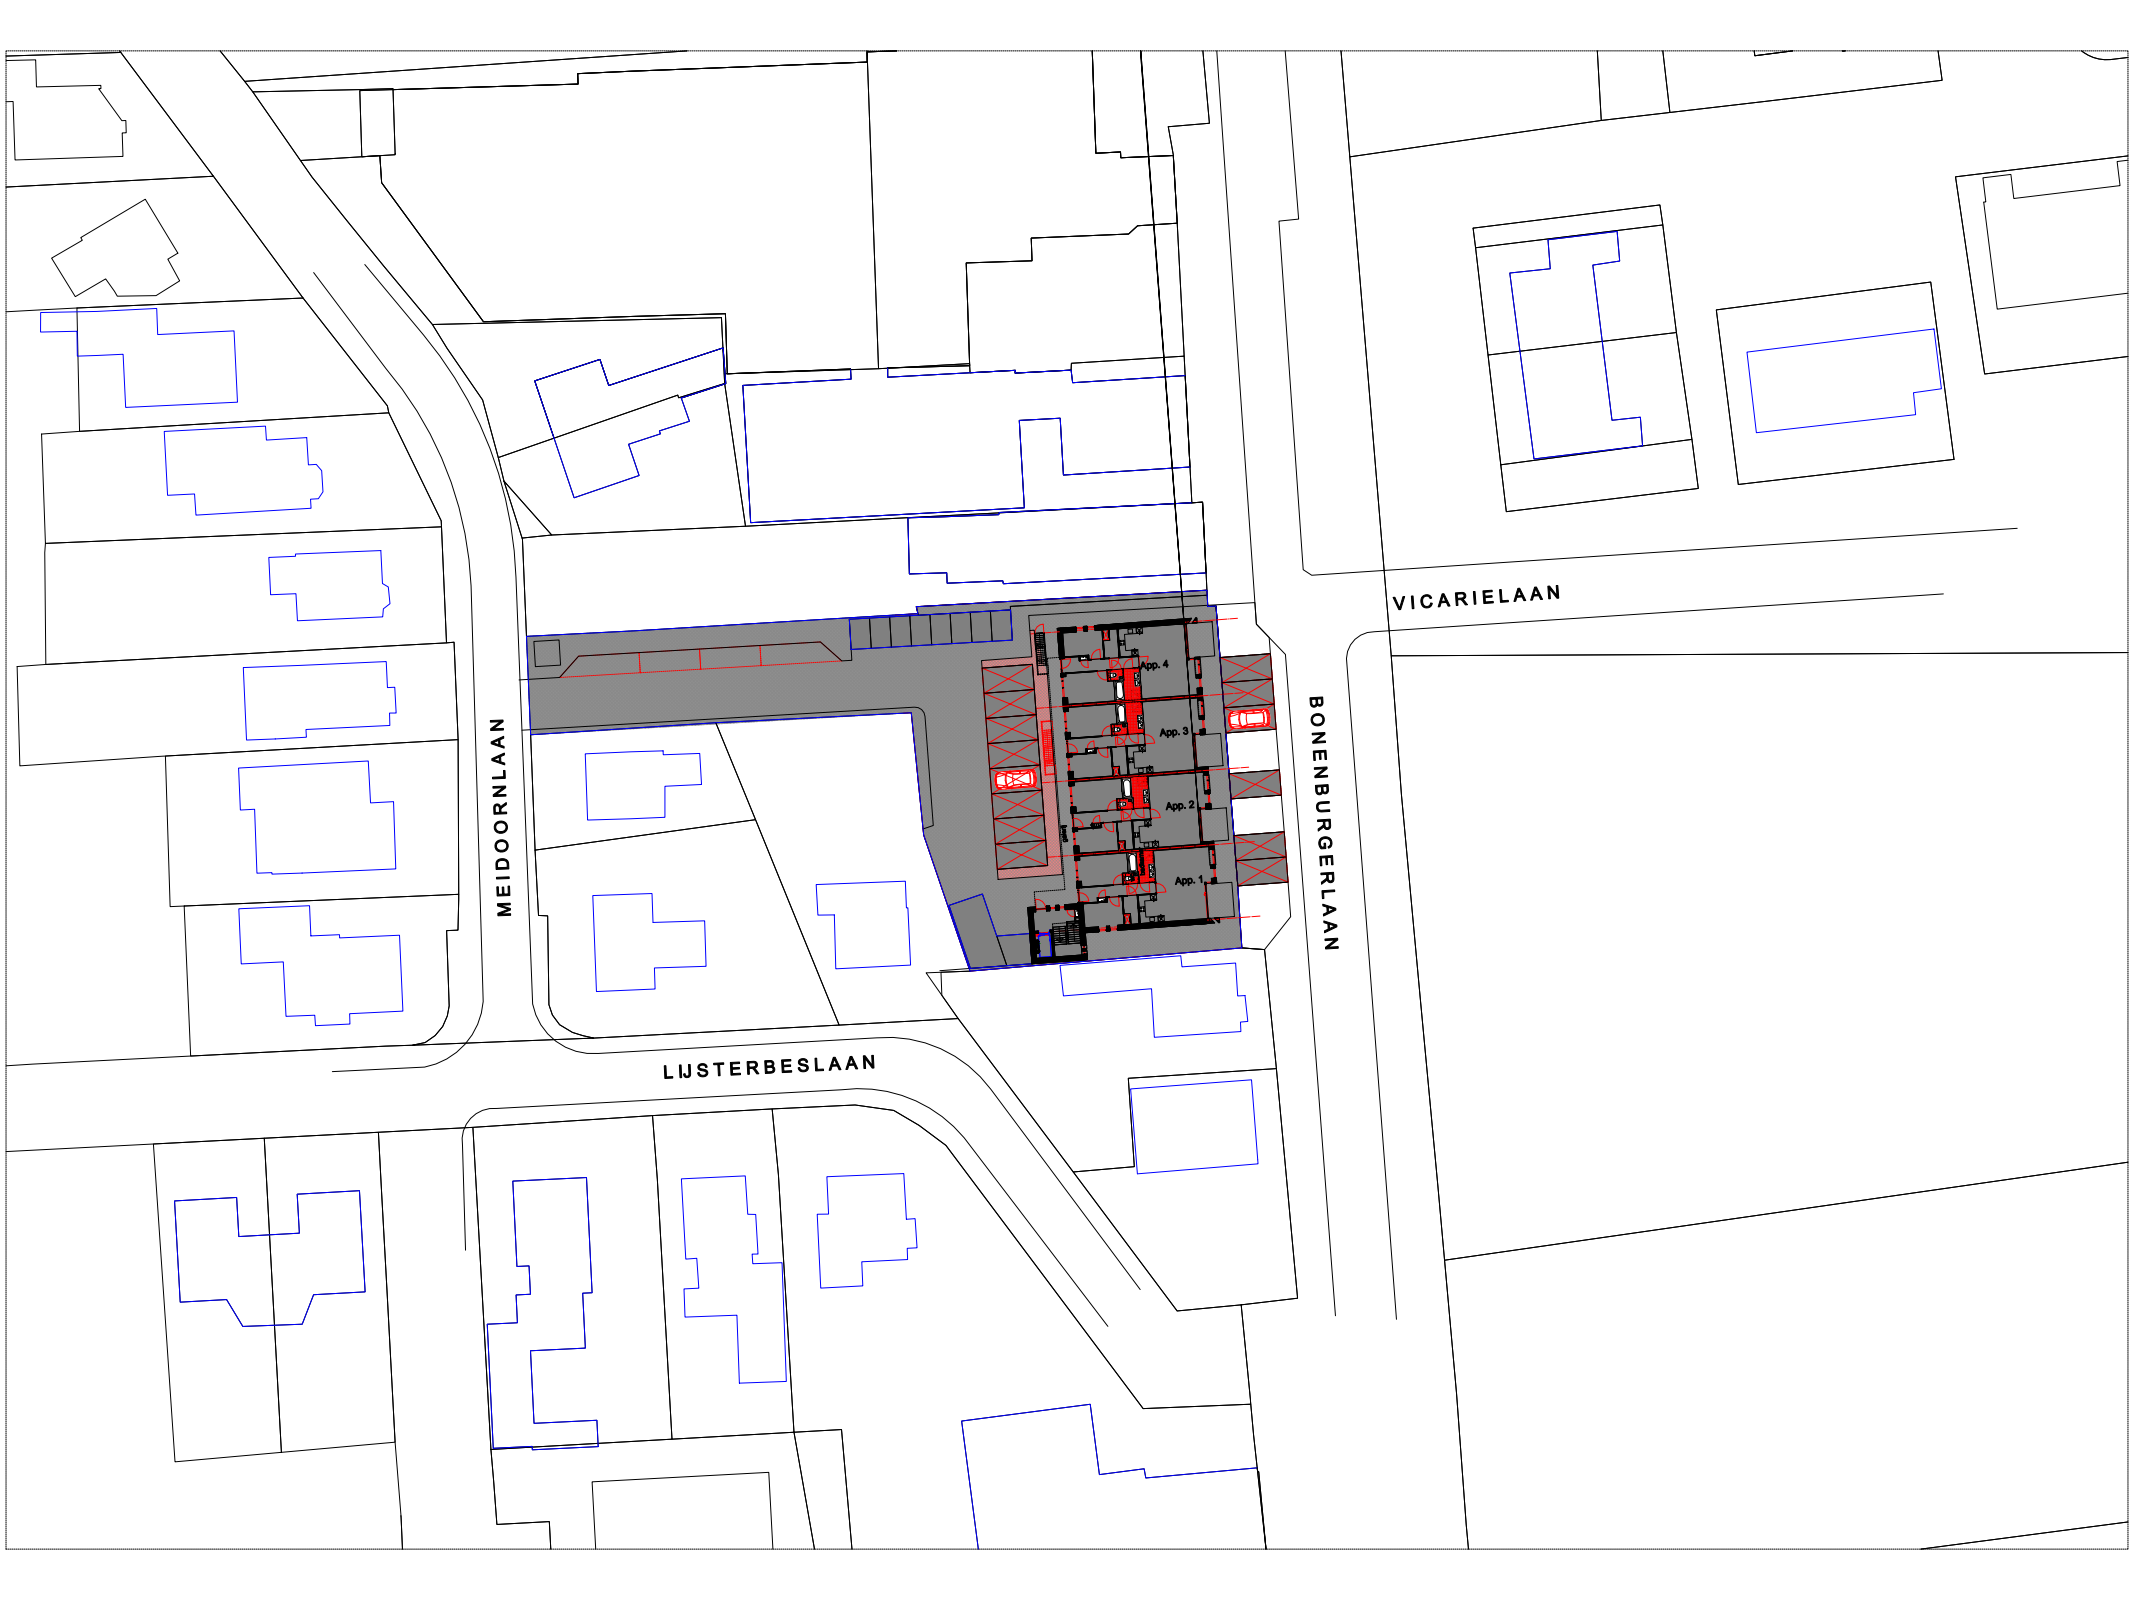 VICARIELAAN
App. 4
App. 3
App. 2
App. 1
BONENBURGERLAAN
MEIDOORNLAAN
LIJSTERBESLAAN